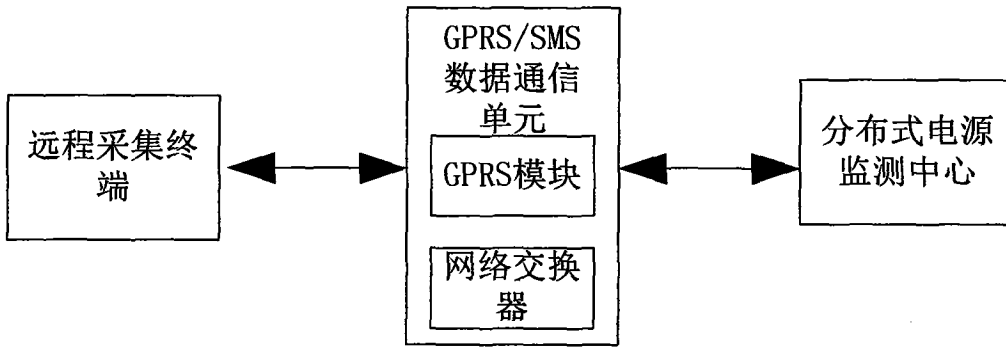 远程采集终
端
GPRS/SMS
数据通信
单元
GPRS模块
网络交换
器
分布式电源
监测中心